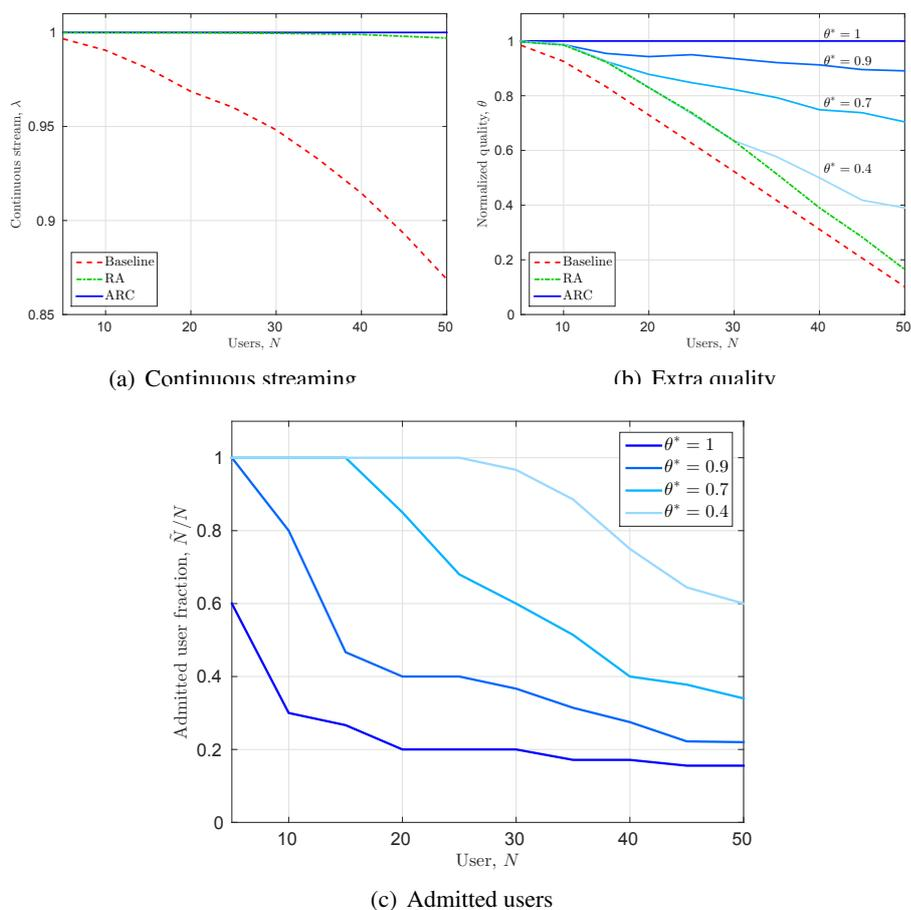 1
0.95
0.9
0.85
Continuous stream, λ
10 20 30 40 50
Users, N
Baseline
RA
ARC
(a) Continuous streaming
1
0.8
0.6
0.4
0.2
0
Normalized quality, θ
θ* = 1
θ* = 0.9
θ* = 0.7
θ* = 0.4
10 20 30 40 50
Users, N
Baseline
RA
ARC
(b) Extra quality
1
0.8
0.6
0.4
0.2
0
Admitted user fraction, Ñ/N
θ* = 1
θ* = 0.9
θ* = 0.7
θ* = 0.4
10 20 30 40 50
User, N
(c) Admitted users